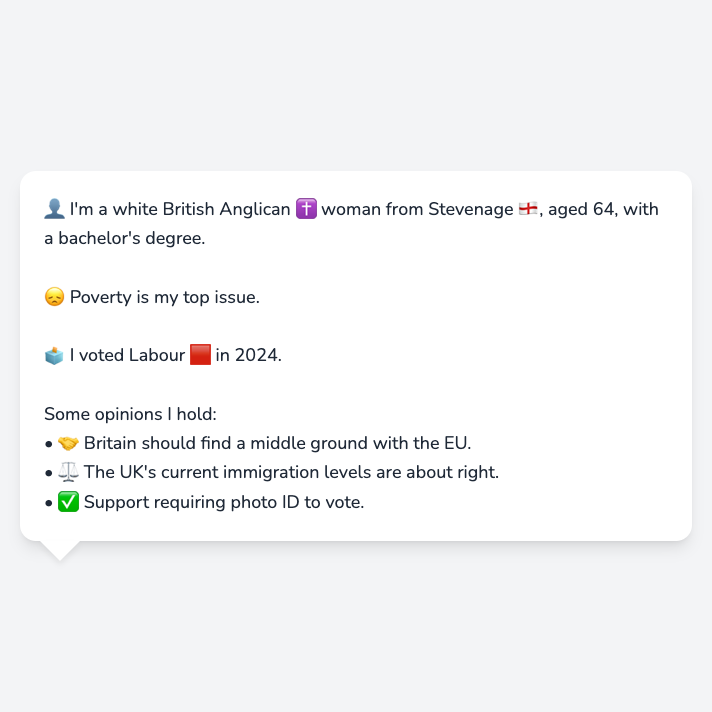 👤 I'm a white British Anglican ✝️ woman from Stevenage 🏴󠁧󠁢󠁥󠁮󠁧󠁿, aged 64, with
a bachelor's degree.
😞 Poverty is my top issue.
🗳️ I voted Labour 🟥 in 2024.
Some opinions I hold:
• 🤝 Britain should find a middle ground with the EU.
• ⚖️ The UK's current immigration levels are about right.
• ✅ Support requiring photo ID to vote.